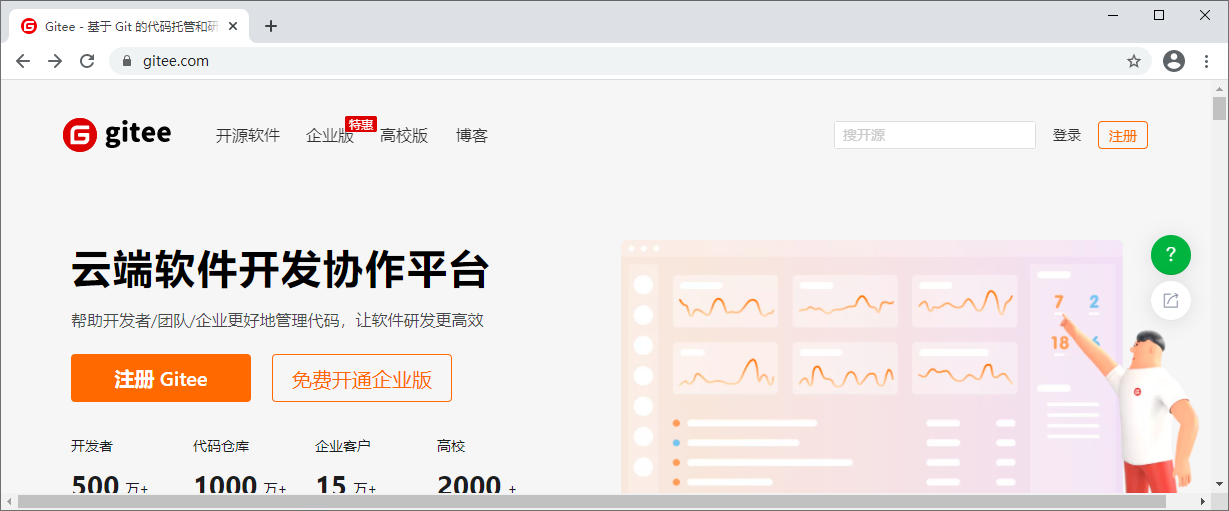 Gitee - 基于 Git 的代码托管和研
gitee.com
gitee
开源软件 企业版 特惠 高校版 博客 搜开源 登录 注册
云端软件开发协作平台
帮助开发者/团队/企业更好地管理代码，让软件研发更高效
注册 Gitee 免费开通企业版
开发者 代码仓库 企业客户 高校
500 万+ 1000 万+ 15 万+ 2000 +
?
7 2
18